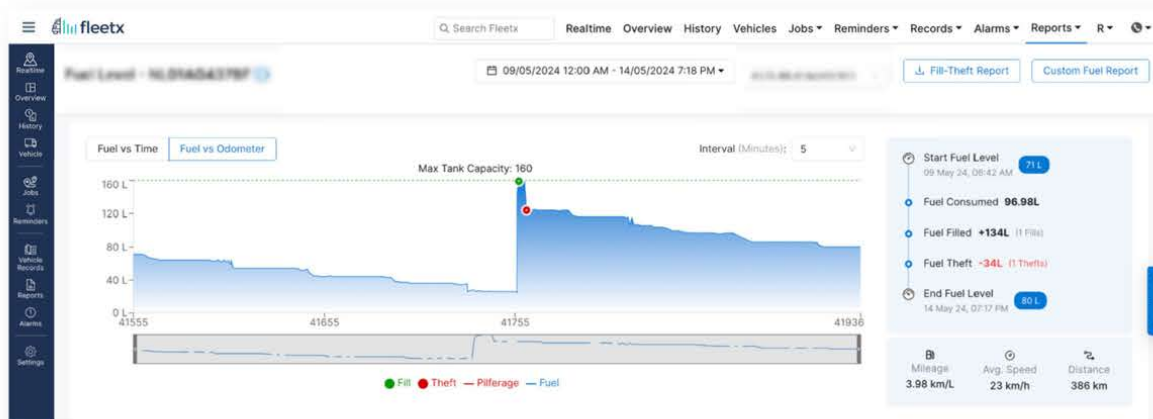 fleetx
Search Fleetx
Realtime Overview History Vehicles Jobs Reminders Records Alarms Reports R
Realtime
Overview
History
Vehicle
Jobs
Reminders
Vehicle
Records
Reports
Alarms
Settings
09/05/2024 12:00 AM - 14/05/2024 7:18 PM
Fill-Theft Report
Custom Fuel Report
Fuel vs Time
Fuel vs Odometer
Interval (Minutes): 5
Max Tank Capacity: 160
160 L
120 L
80 L
40 L
0 L
41555 41655 41755 41936
Fill Theft Pilferage Fuel
Start Fuel Level 71 L
09 May 24, 06:42 AM
Fuel Consumed 96.98L
Fuel Filled +134L (1 Fills)
Fuel Theft -34L (1 Thefts)
End Fuel Level 80 L
14 May 24, 07:17 PM
Mileage Avg. Speed Distance
3.98 km/L 23 km/h 386 km